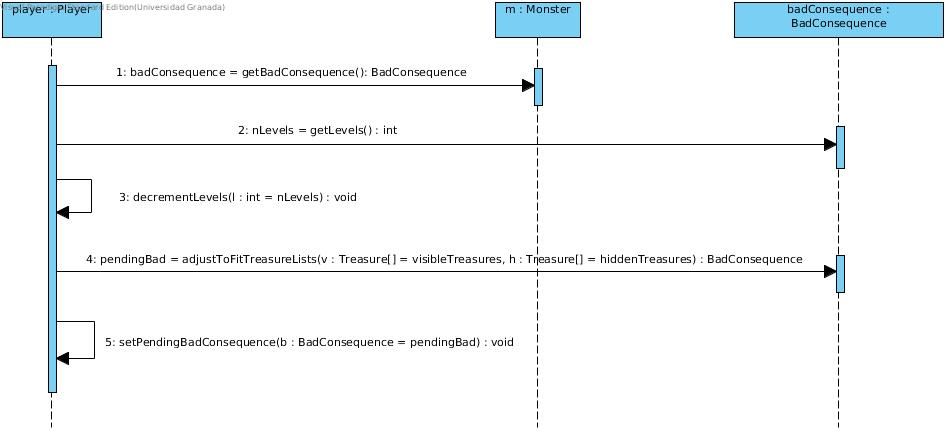 Edition(Universidad Granada)
player : Player
m : Monster
badConsequence :
BadConsequence
1: badConsequence = getBadConsequence(): BadConsequence
2: nLevels = getLevels() : int
3: decrementLevels(l : int = nLevels) : void
4: pendingBad = adjustToFitTreasureLists(v : Treasure[] = visibleTreasures, h : Treasure[] = hiddenTreasures) : BadConsequence
5: setPendingBadConsequence(b : BadConsequence = pendingBad) : void